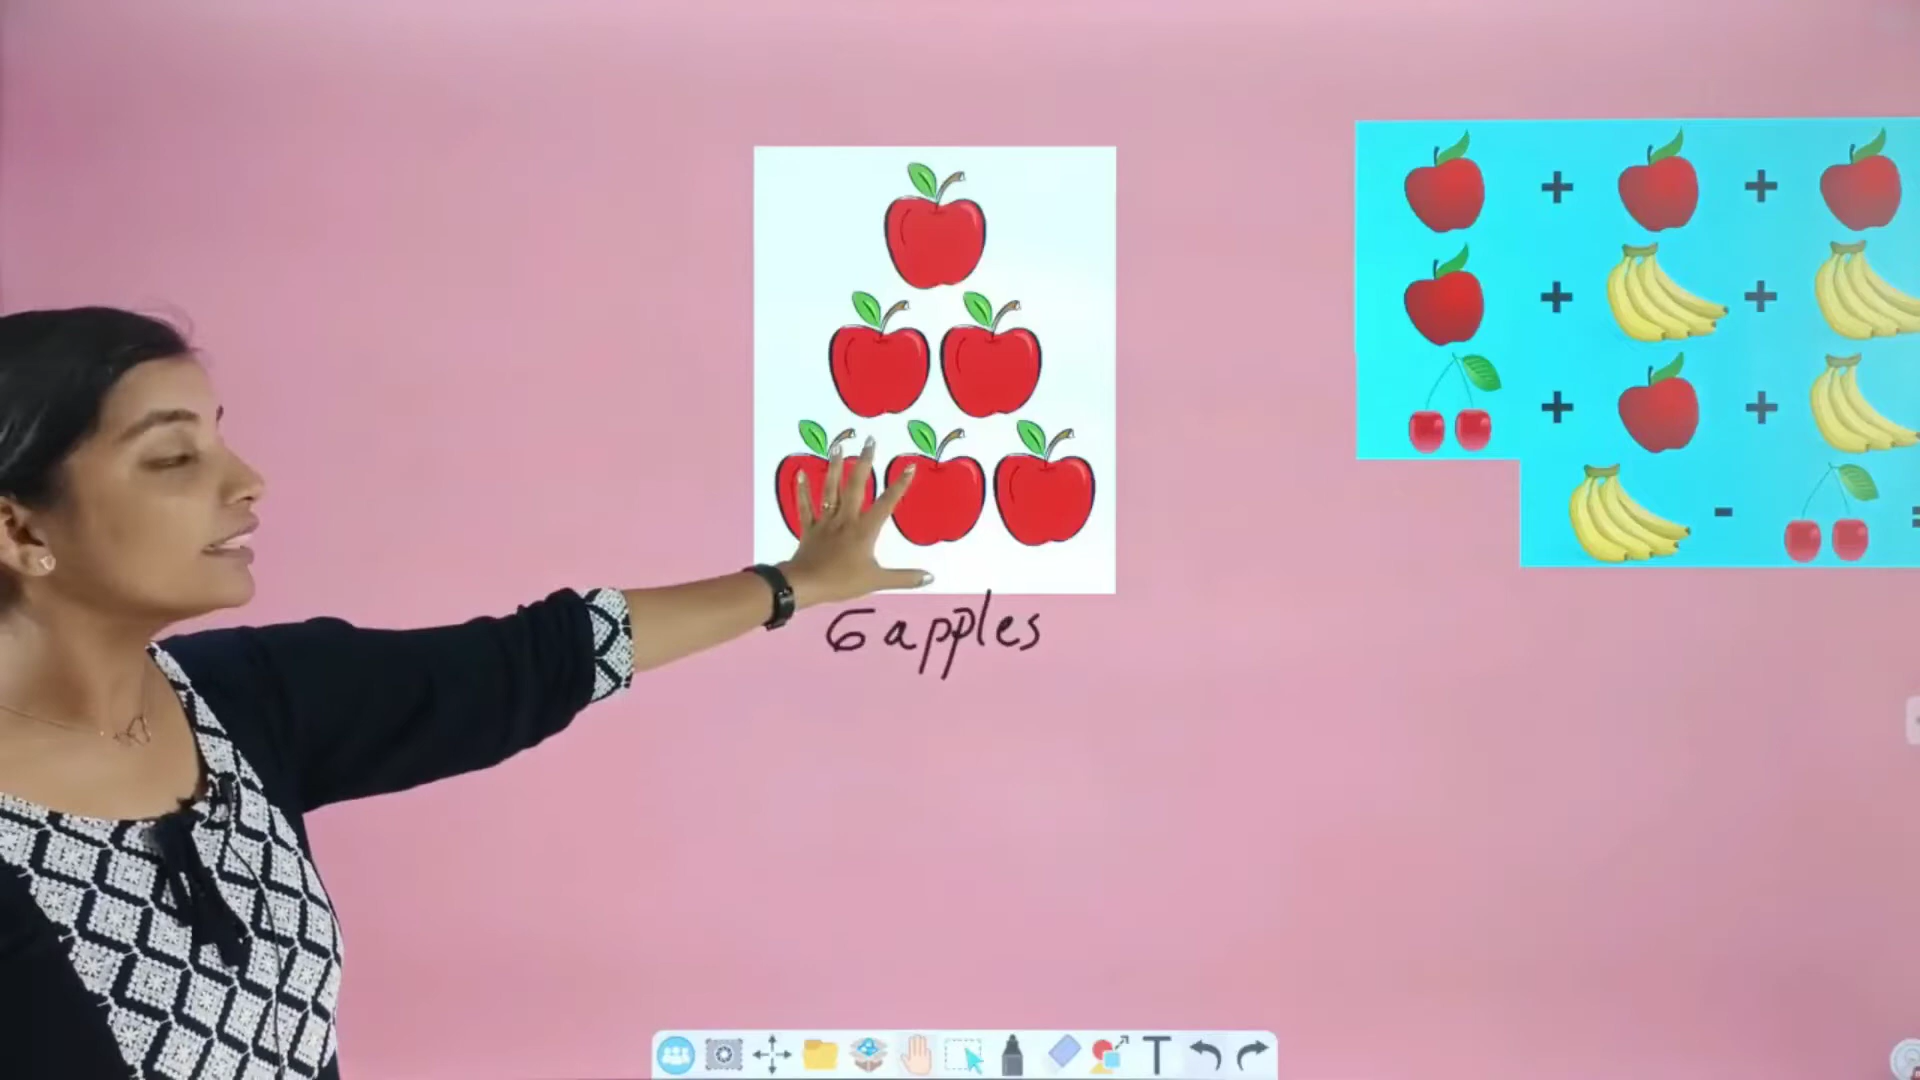 6 apples
+ +
+ +
+ +
- =
T